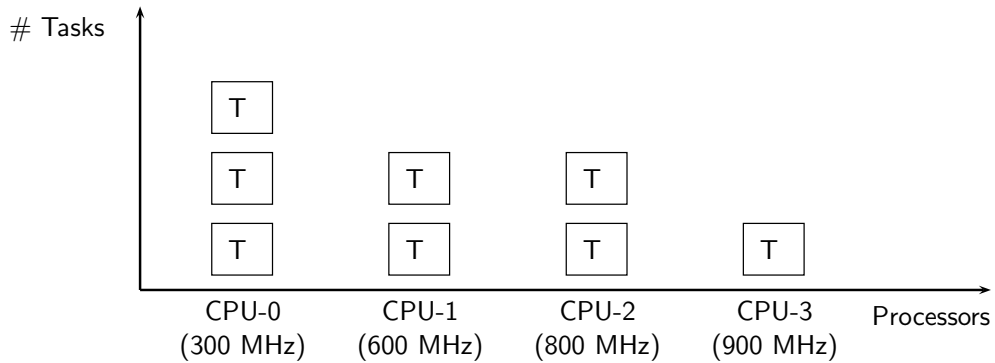 # Tasks
T
T T T
T T T T
CPU-0 CPU-1 CPU-2 CPU-3 Processors
(300 MHz) (600 MHz) (800 MHz) (900 MHz)